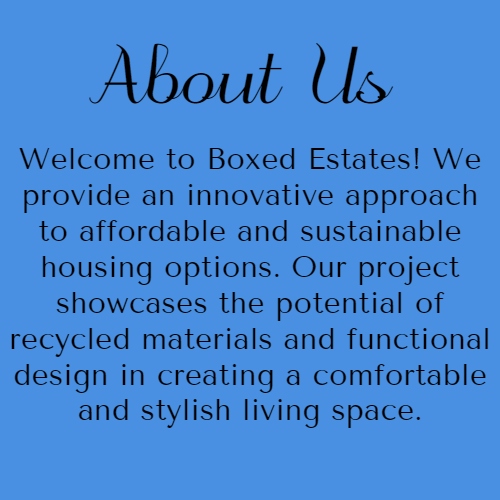 About Us
Welcome to Boxed Estates! We
provide an innovative approach
to affordable and sustainable
housing options. Our project
showcases the potential of
recycled materials and functional
design in creating a comfortable
and stylish living space.